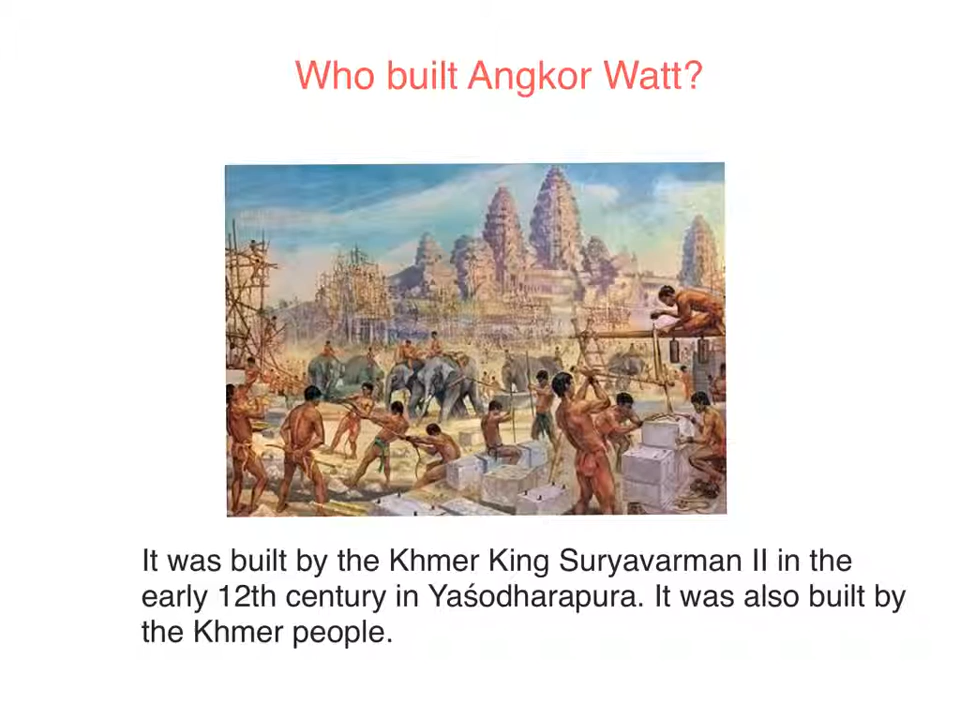 Who built Angkor Watt?
It was built by the Khmer King Suryavarman II in the
early 12th century in Yaśodharapura. It was also built by
the Khmer people.